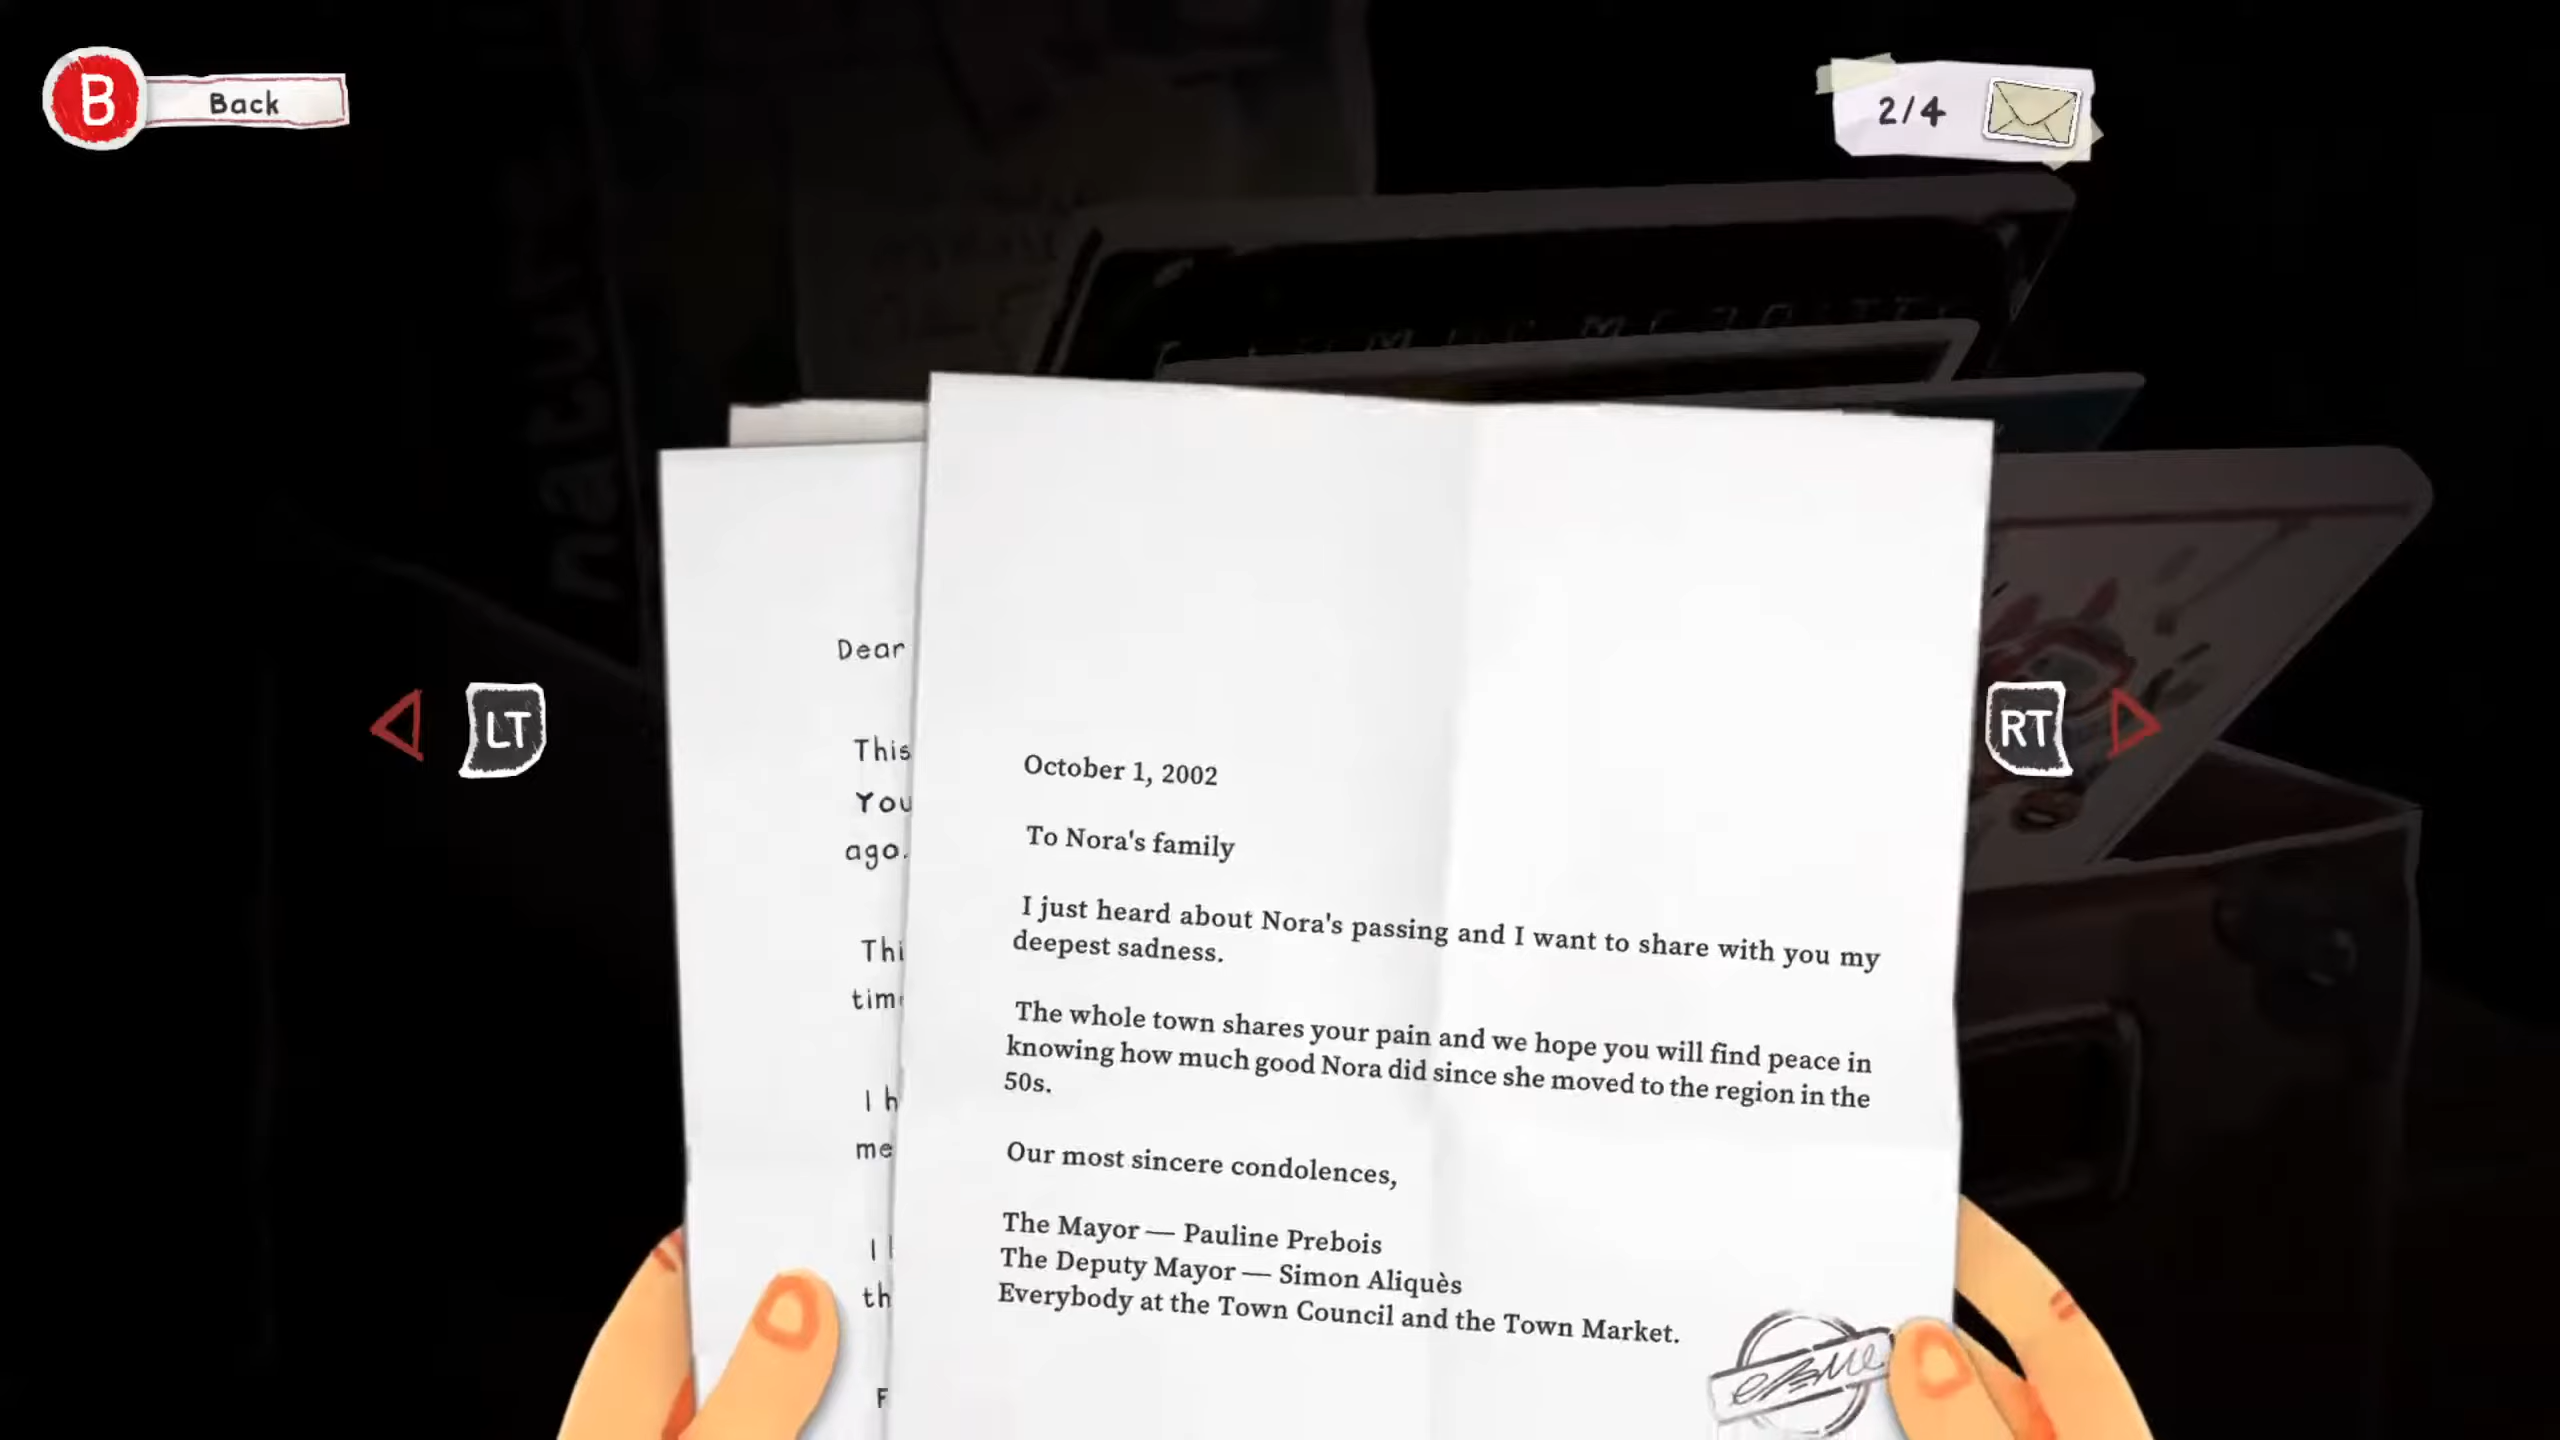 B Back
2/4
nature
Dear
This
You
ago.
Thi
tim
I h
me
I l
th
F
LT
RT
October 1, 2002
To Nora's family
I just heard about Nora's passing and I want to share with you my
deepest sadness.
The whole town shares your pain and we hope you will find peace in
knowing how much good Nora did since she moved to the region in the
50s.
Our most sincere condolences,
The Mayor — Pauline Prebois
The Deputy Mayor — Simon Aliquès
Everybody at the Town Council and the Town Market.